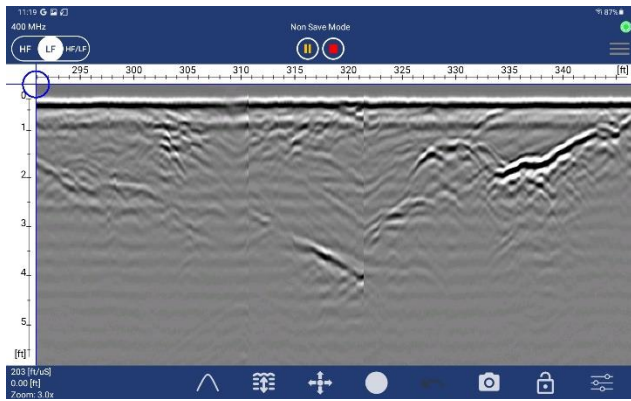 11:19 G
87%
400 MHz
Non Save Mode
HF LF HF/LF
295 300 305 310 315 320 325 330 335 340 [ft]
0
1
2
3
4
5
[ft]
203 [ft/uS]
0.00 [ft]
Zoom: 3.0x